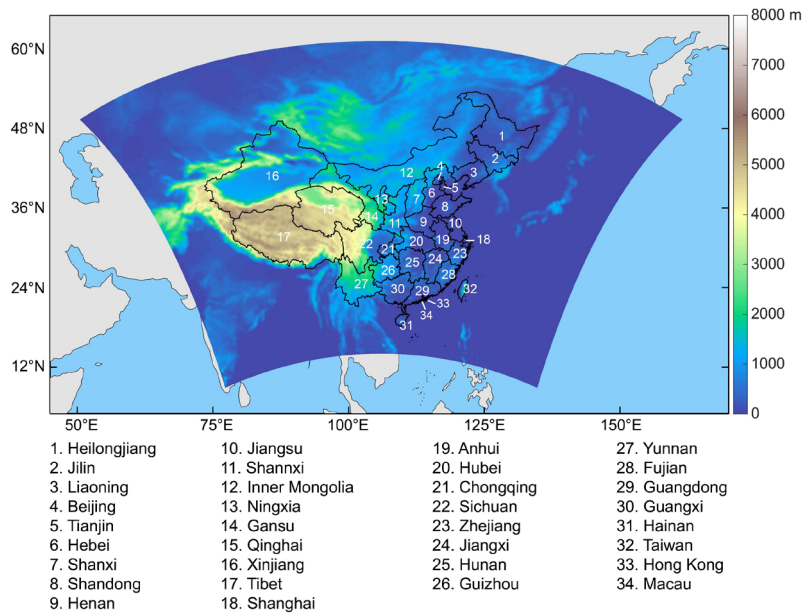 8000 m
60°N
7000
48°N
1
2
6000
4
12
3
16
5
5000
13
7
6
36°N
8
15
14
11
9
10
4000
17
22
20
19
18
21
23
3000
26
25
24
27
28
24°N
30
29
32
2000
33
34
31
12°N
1000
0
50°E
75°E
100°E
125°E
150°E
1. Heilongjiang
2. Jilin
3. Liaoning
4. Beijing
5. Tianjin
6. Hebei
7. Shanxi
8. Shandong
9. Henan
10. Jiangsu
11. Shannxi
12. Inner Mongolia
13. Ningxia
14. Gansu
15. Qinghai
16. Xinjiang
17. Tibet
18. Shanghai
19. Anhui
20. Hubei
21. Chongqing
22. Sichuan
23. Zhejiang
24. Jiangxi
25. Hunan
26. Guizhou
27. Yunnan
28. Fujian
29. Guangdong
30. Guangxi
31. Hainan
32. Taiwan
33. Hong Kong
34. Macau